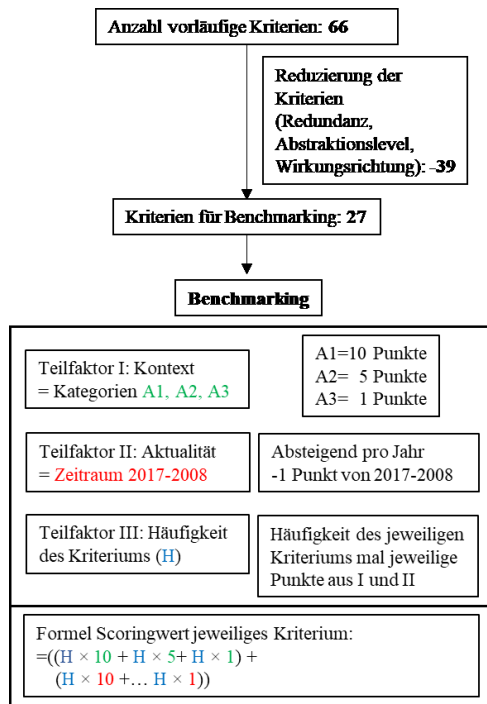 Anzahl vorläufige Kriterien: 66
Reduzierung der
Kriterien
(Redundanz,
Abstraktionslevel,
Wirkungsrichtung): -39
Kriterien für Benchmarking: 27
Benchmarking
Teilfaktor I: Kontext
= Kategorien A1, A2, A3
A1=10 Punkte
A2= 5 Punkte
A3= 1 Punkte
Teilfaktor II: Aktualität
= Zeitraum 2017-2008
Absteigend pro Jahr
-1 Punkt von 2017-2008
Teilfaktor III: Häufigkeit
des Kriteriums (H)
Häufigkeit des jeweiligen
Kriteriums mal jeweilige
Punkte aus I und II
Formel Scoringwert jeweiliges Kriterium:
=((H × 10 + H × 5+ H × 1) +
(H × 10 +… H × 1))